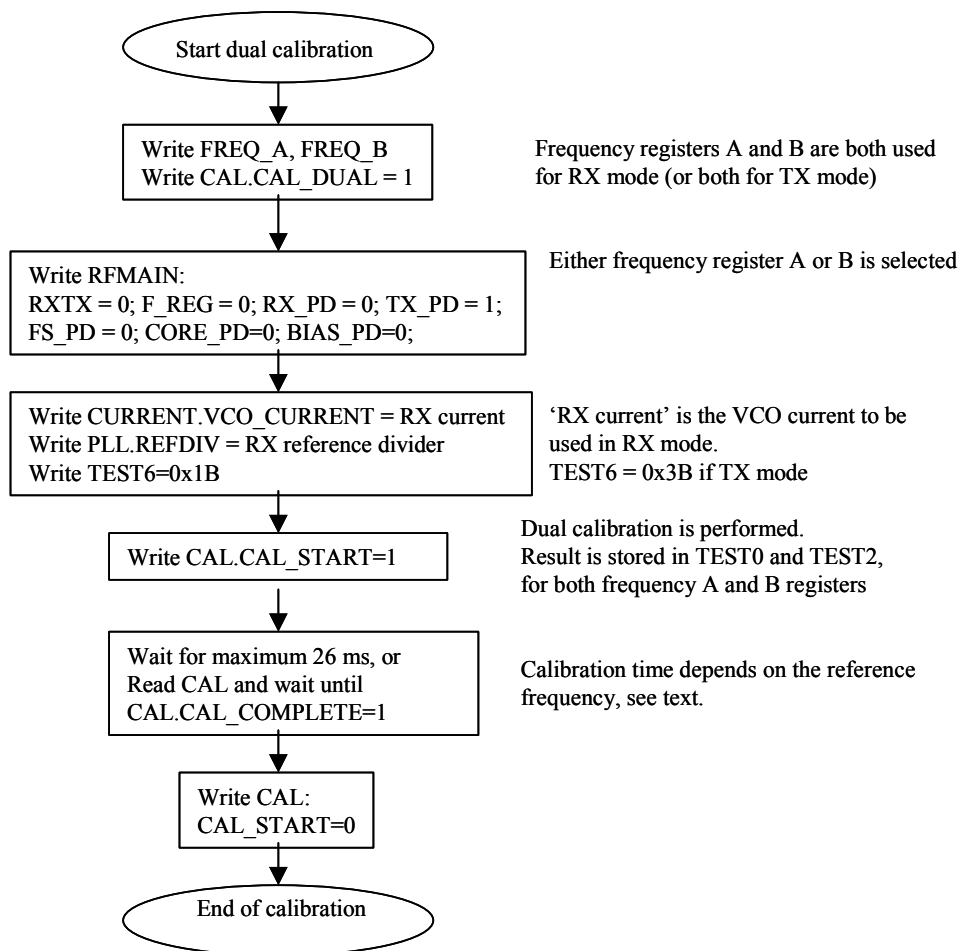 Start dual calibration
Write FREQ_A, FREQ_B
Write CAL.CAL_DUAL = 1
Frequency registers A and B are both used
for RX mode (or both for TX mode)
Write RFMAIN:
RXTX = 0; F_REG = 0; RX_PD = 0; TX_PD = 1;
FS_PD = 0; CORE_PD=0; BIAS_PD=0;
Either frequency register A or B is selected
Write CURRENT.VCO_CURRENT = RX current
Write PLL.REFDIV = RX reference divider
Write TEST6=0x1B
‘RX current’ is the VCO current to be
used in RX mode.
TEST6 = 0x3B if TX mode
Write CAL.CAL_START=1
Dual calibration is performed.
Result is stored in TEST0 and TEST2,
for both frequency A and B registers
Wait for maximum 26 ms, or
Read CAL and wait until
CAL.CAL_COMPLETE=1
Calibration time depends on the reference
frequency, see text.
Write CAL:
CAL_START=0
End of calibration